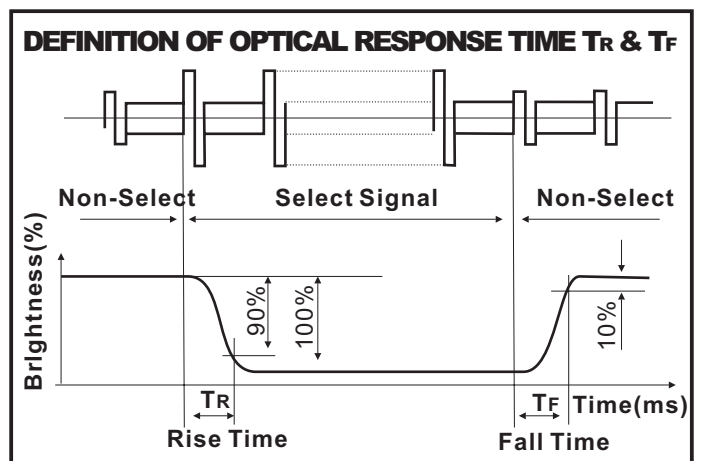 DEFINITION OF OPTICAL RESPONSE TIME TR & TF
Non-Select
Select Signal
Non-Select
BrIghtness(%)
90%
100%
10%
TR
TF
Time(ms)
Rise Time
Fall Time